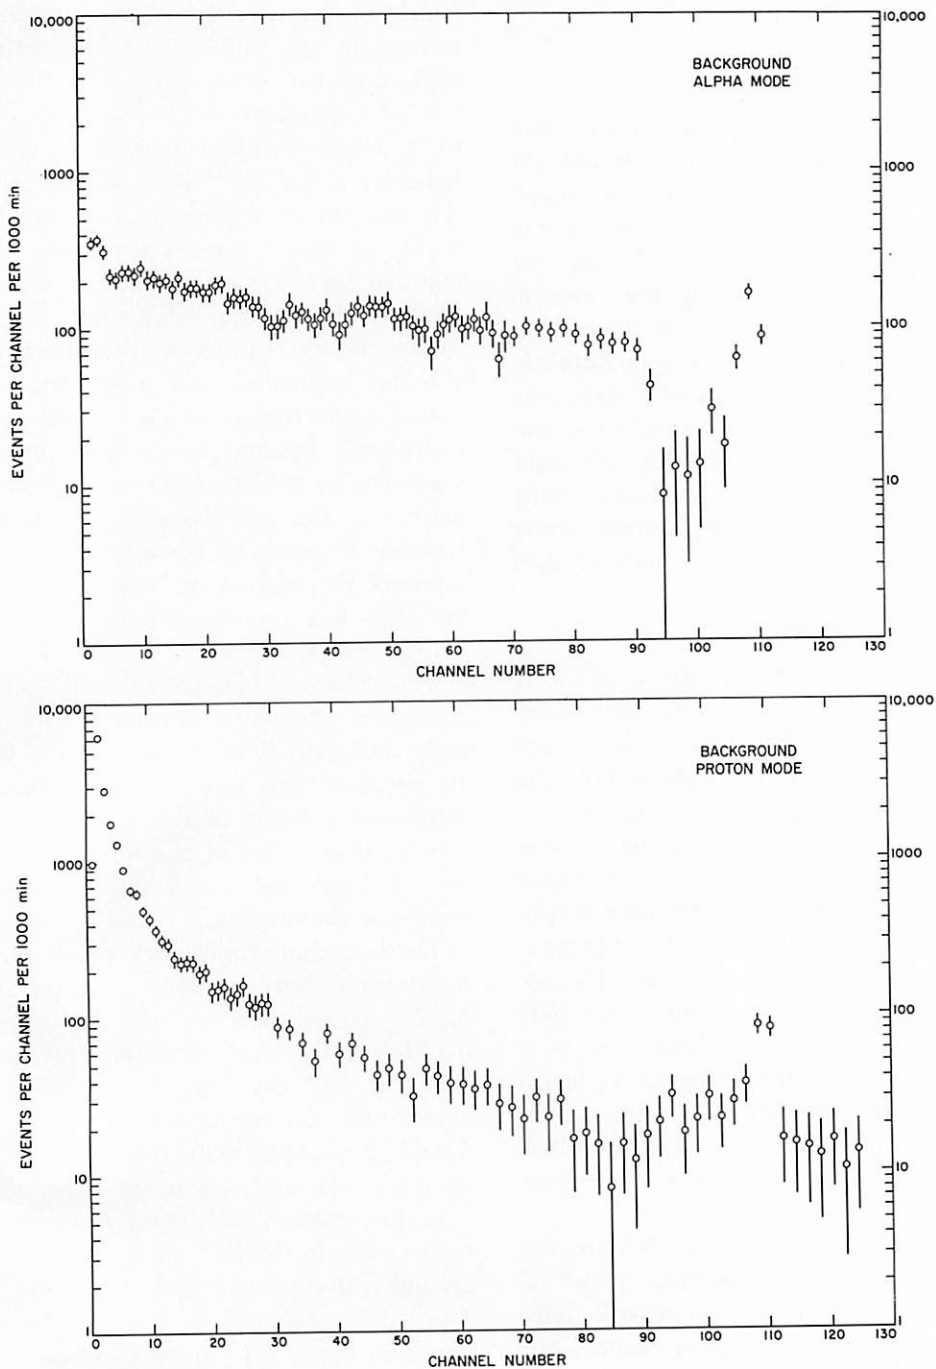 10,000
10,000
BACKGROUND
ALPHA MODE
1000
1000
EVENTS PER CHANNEL PER 1000 min
100
100
10
10
1
1
0 10 20 30 40 50 60 70 80 90 100 110 120 130
CHANNEL NUMBER
10,000
10,000
BACKGROUND
PROTON MODE
1000
1000
EVENTS PER CHANNEL PER 1000 min
100
100
10
10
1
1
0 10 20 30 40 50 60 70 80 90 100 110 120 130
CHANNEL NUMBER